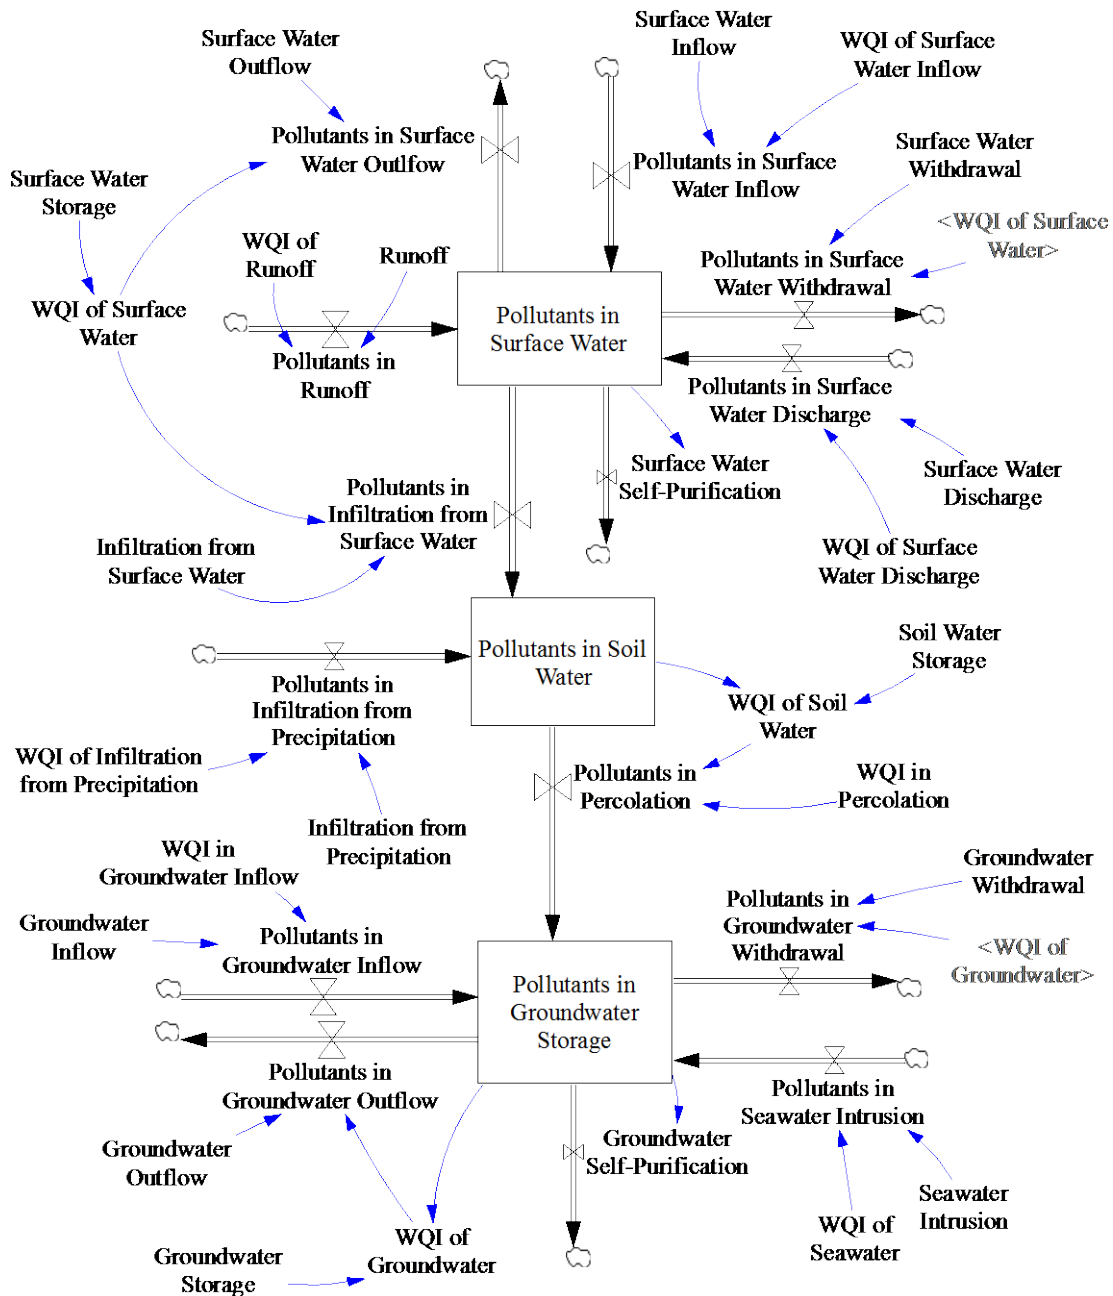 Surface Water
Outflow
Surface Water
Inflow
WQI of Surface
Water Inflow
Pollutants in Surface
Water Outlfow
Pollutants in Surface
Water Inflow
Surface Water
Withdrawal
Surface Water
Storage
<WQI of Surface
Water>
WQI of
Runoff
Runoff
Pollutants in Surface
Water Withdrawal
WQI of Surface
Water
Pollutants in
Surface Water
Pollutants in
Runoff
Pollutants in Surface
Water Discharge
Surface Water
Self-Purification
Surface Water
Discharge
Pollutants in
Infiltration from
Surface Water
Infiltration from
Surface Water
WQI of Surface
Water Discharge
Pollutants in Soil
Water
Soil Water
Storage
Pollutants in
Infiltration from
Precipitation
WQI of Soil
Water
WQI of Infiltration
from Precipitation
Pollutants in
Percolation
WQI in
Percolation
Infiltration from
Precipitation
WQI in
Groundwater Inflow
Groundwater
Withdrawal
Pollutants in
Groundwater
Withdrawal
Groundwater
Inflow
Pollutants in
Groundwater Inflow
<WQI of
Groundwater>
Pollutants in
Groundwater
Storage
Pollutants in
Groundwater Outflow
Pollutants in
Seawater Intrusion
Groundwater
Outflow
Groundwater
Self-Purification
Seawater
Intrusion
WQI of
Groundwater
WQI of
Seawater
Groundwater
Storage